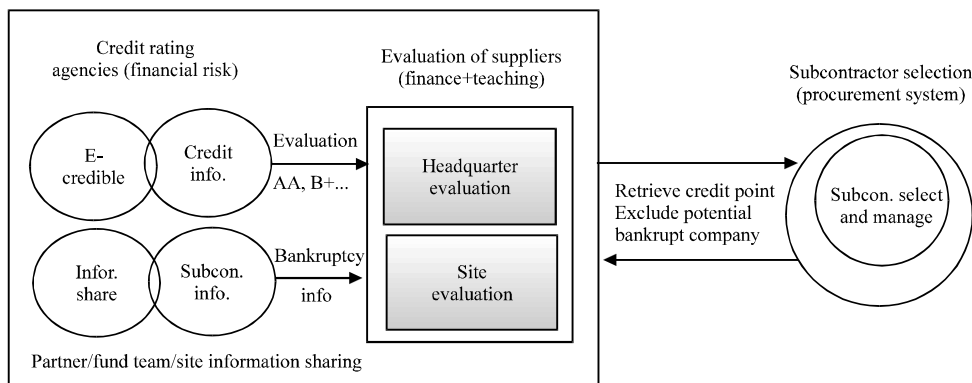 Credit rating
agencies (financial risk)
Evaluation of suppliers
(finance+teaching)
Subcontractor selection
(procurement system)
E-
credible
Credit
info.
Evaluation
AA, B+...
Headquarter
evaluation
Retrieve credit point
Exclude potential
bankrupt company
Subcon. select
and manage
Infor.
share
Subcon.
info.
Bankruptcy
info
Site
evaluation
Partner/fund team/site information sharing